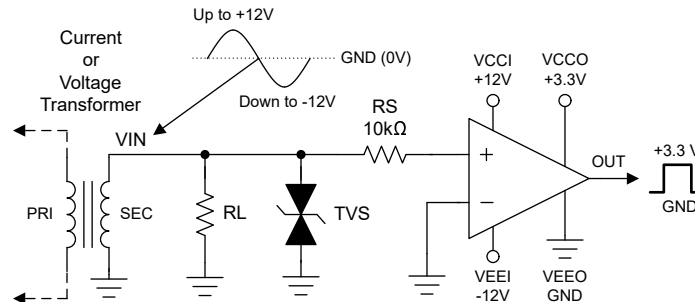 Up to +12V
Current
or
Voltage
Transformer
GND (0V)
Down to -12V
VIN
RS
10kΩ
VCCI
+12V
VCCO
+3.3V
OUT
+3.3 V
GND
PRI
SEC
RL
TVS
VEEI
-12V
VEEO
GND
+
−